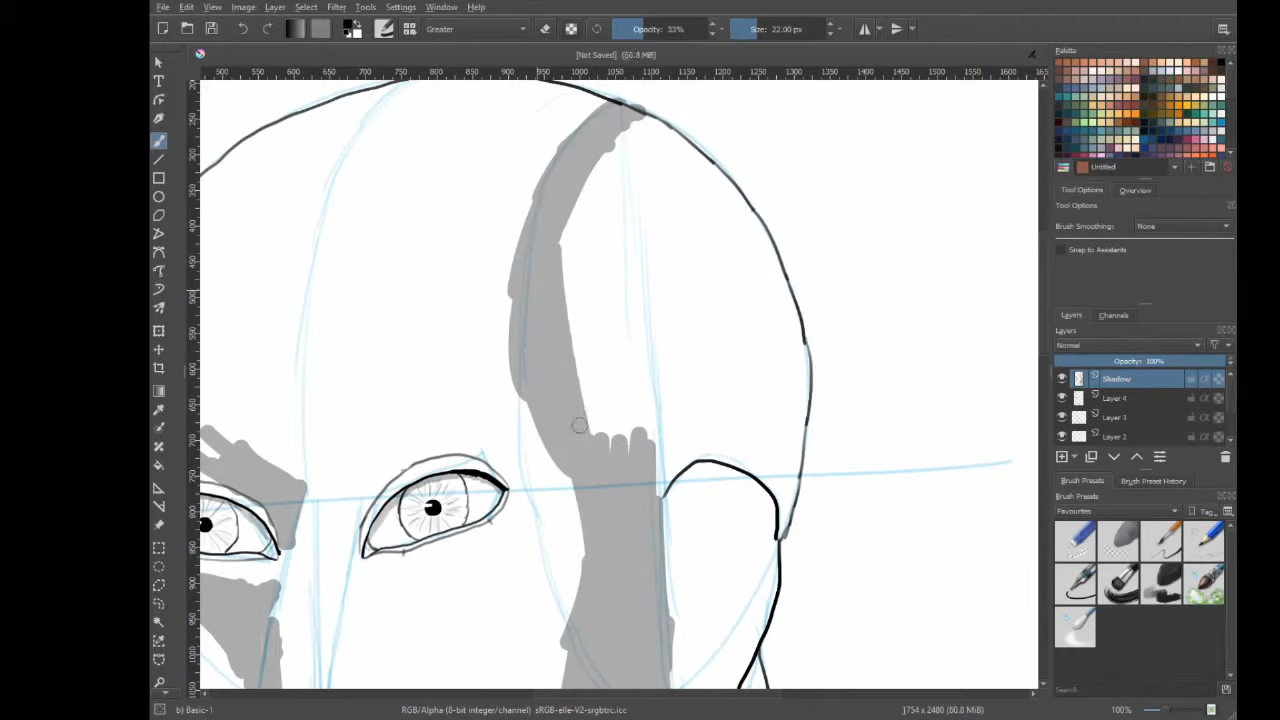 File Edit View Image Layer Select Filter Tools Settings Window Help
Greater Opacity: 33% Size: 22.00 px
[Not Saved] (60.8 MiB)
500 550 600 650 700 750 800 850 900 950 1000 1050 1100 1150 1200 1250 1300 1350 1400 1450 1500 1550 1600
Palette
Untitled
Tool Options Overview
Tool Options
Brush Smoothing: None
Snap to Assistants
Layers Channels
Layers
Normal
Opacity: 100%
Shadow
Layer 4
Layer 3
Layer 2
Brush Presets Brush Preset History
Brush Presets
Favourites Tag
Search
b) Basic-1 RGB/Alpha (8-bit integer/channel) sRGB-elle-V2-srgbtrc.icc 1754 x 2480 (60.8 MiB) 100%